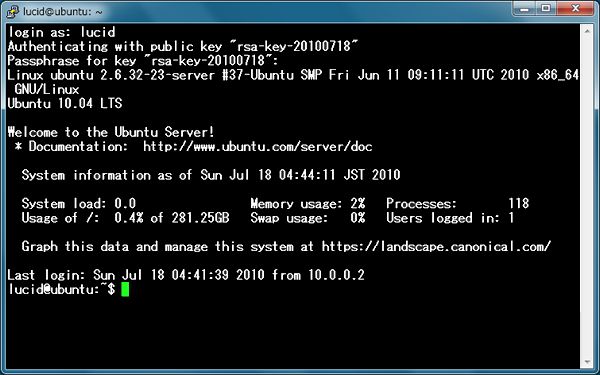 lucid@ubuntu: ~
login as: lucid
Authenticating with public key "rsa-key-20100718"
Passphrase for key "rsa-key-20100718":
Linux ubuntu 2.6.32-23-server #37-Ubuntu SMP Fri Jun 11 09:11:11 UTC 2010 x86_64
GNU/Linux
Ubuntu 10.04 LTS
Welcome to the Ubuntu Server!
* Documentation:  http://www.ubuntu.com/server/doc
System information as of Sun Jul 18 04:44:11 JST 2010
System load: 0.0 Memory usage: 2% Processes: 118
Usage of /: 0.4% of 281.25GB Swap usage: 0% Users logged in: 1
Graph this data and manage this system at https://landscape.canonical.com/
Last login: Sun Jul 18 04:41:39 2010 from 10.0.0.2
lucid@ubuntu:~$